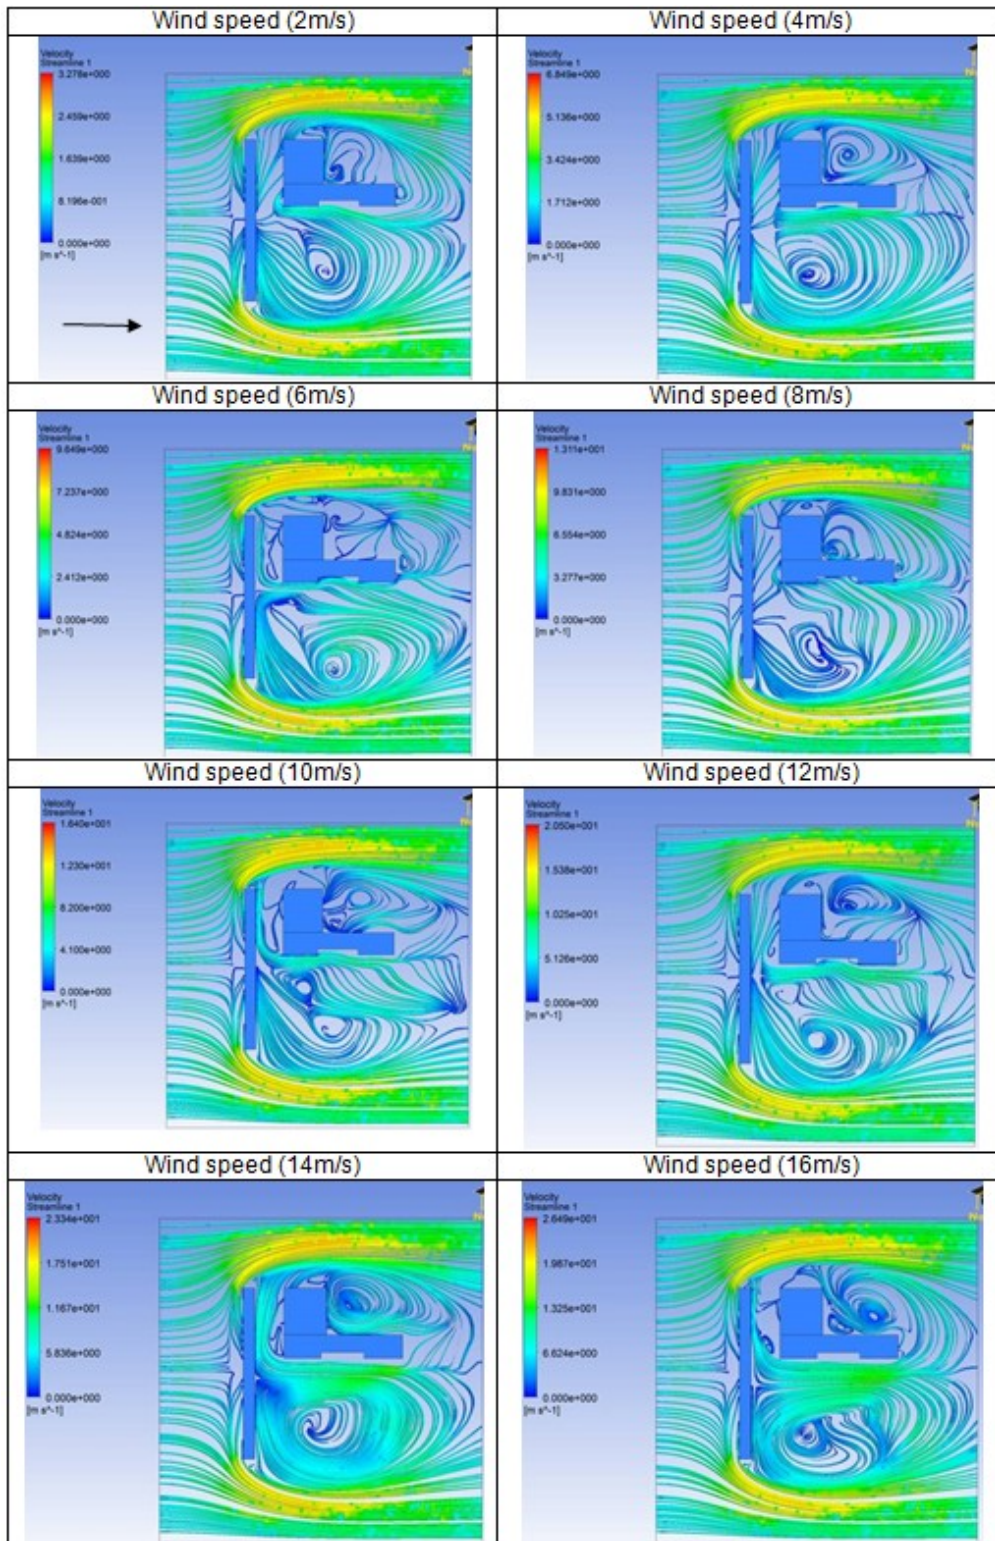 Wind speed (2m/s)
Wind speed (4m/s)
Velocity
Streamline 1
3.278e+000
2.459e+000
1.639e+000
8.196e-001
0.000e+000
[m s^-1]
Velocity
Streamline 1
6.849e+000
5.136e+000
3.424e+000
1.712e+000
0.000e+000
[m s^-1]
Wind speed (6m/s)
Wind speed (8m/s)
Velocity
Streamline 1
9.649e+000
7.237e+000
4.824e+000
2.412e+000
0.000e+000
[m s^-1]
Velocity
Streamline 1
1.311e+001
9.831e+000
6.554e+000
3.277e+000
0.000e+000
[m s^-1]
Wind speed (10m/s)
Wind speed (12m/s)
Velocity
Streamline 1
1.640e+001
1.230e+001
8.200e+000
4.100e+000
0.000e+000
[m s^-1]
Velocity
Streamline 1
2.050e+001
1.538e+001
1.025e+001
5.126e+000
0.000e+000
[m s^-1]
Wind speed (14m/s)
Wind speed (16m/s)
Velocity
Streamline 1
2.334e+001
1.751e+001
1.167e+001
5.836e+000
0.000e+000
[m s^-1]
Velocity
Streamline 1
2.649e+001
1.987e+001
1.325e+001
6.624e+000
0.000e+000
[m s^-1]